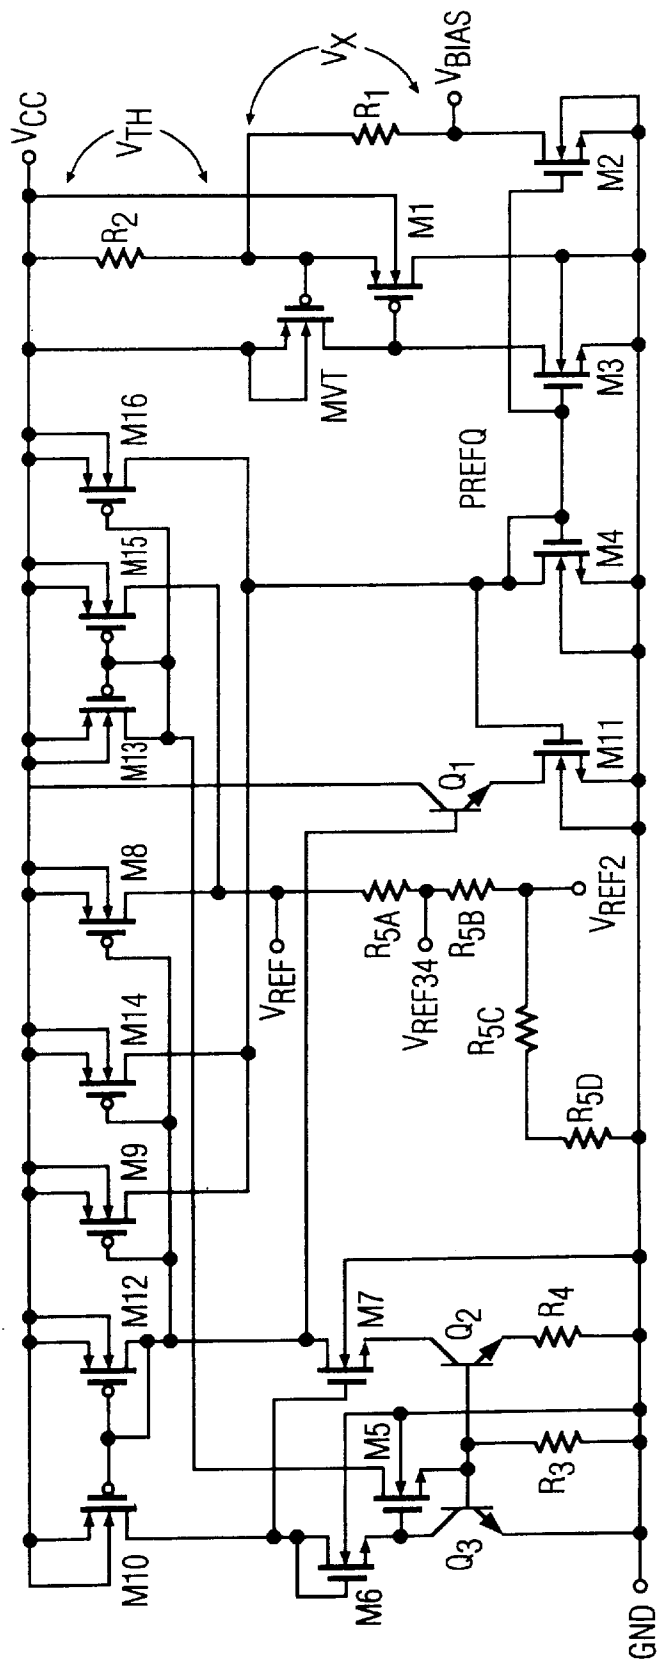 VCC
VTH
VX
R2
R1
VBIAS
M1
M2
MVT
M3
M16
M15
M13
PREFQ
M4
M11
Q1
M8
VREF
R5A
VREF34
R5B
VREF2
R5C
R5D
M14
M9
M12
M10
M7
M5
M6
Q2
Q3
R4
R3
GND